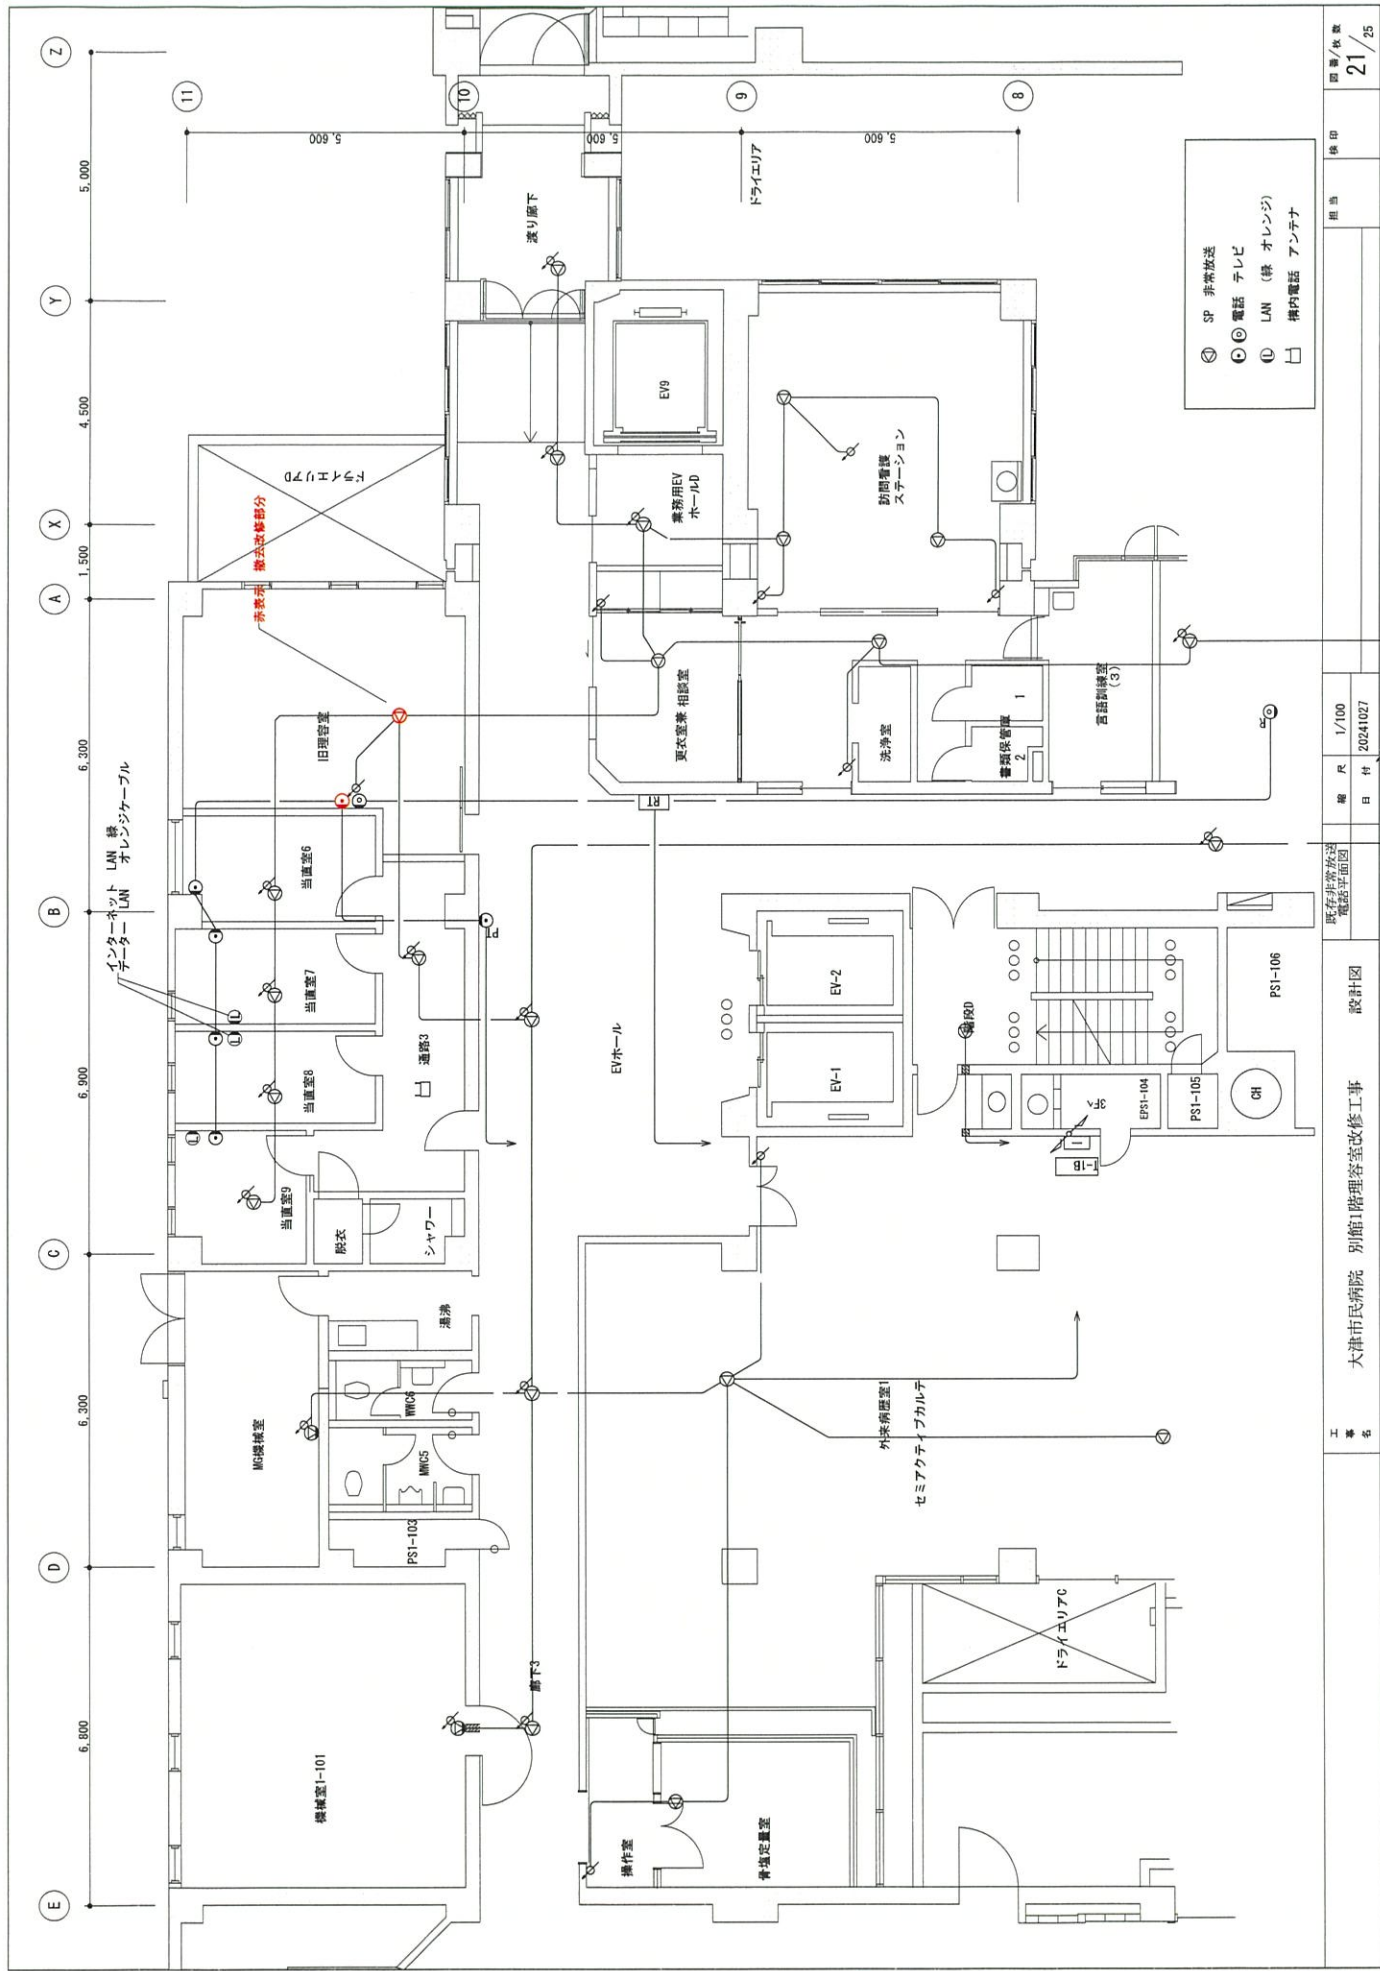 Z
Y
X
A
B
C
D
E
5,000
4,500
1,500
6,300
6,900
6,300
6,800
11
10
9
8
5,600
5,600
5,600
ドライエリア
ドライエリアD
渡り廊下
赤表示 撤去改修部分
EV9
業務用EV
ホールD
訪問看護
ステーション
旧理容室
更衣室兼 相談室
洗浄室
書類保管庫
1
2
言語訓練室
(3)
インターネット LAN 緑
データー LAN オレンジケーブル
当直室6
当直室7
当直室8
当直室9
通路3
脱衣
シャワー
湯沸
RT
PT
EVホール
EV-2
EV-1
階段D
PS1-106
PS1-105
EPS1-104
CH
T-1B
MG機械室
WWC6
MWC5
PS1-103
外来病歴室1
セミアクティブカルテ
機械室1-101
廊下3
操作室
骨塩定量室
ドライエリアC
SP 非常放送
電話 テレビ
LAN (緑 オレンジ)
構内電話 アンテナ
工事名
大津市民病院 別館1階理容室改修工事 設計図
既存非常放送
電話平面図
縮尺
1/100
日付
20241027
担当
検印
図番/枚数
21/25